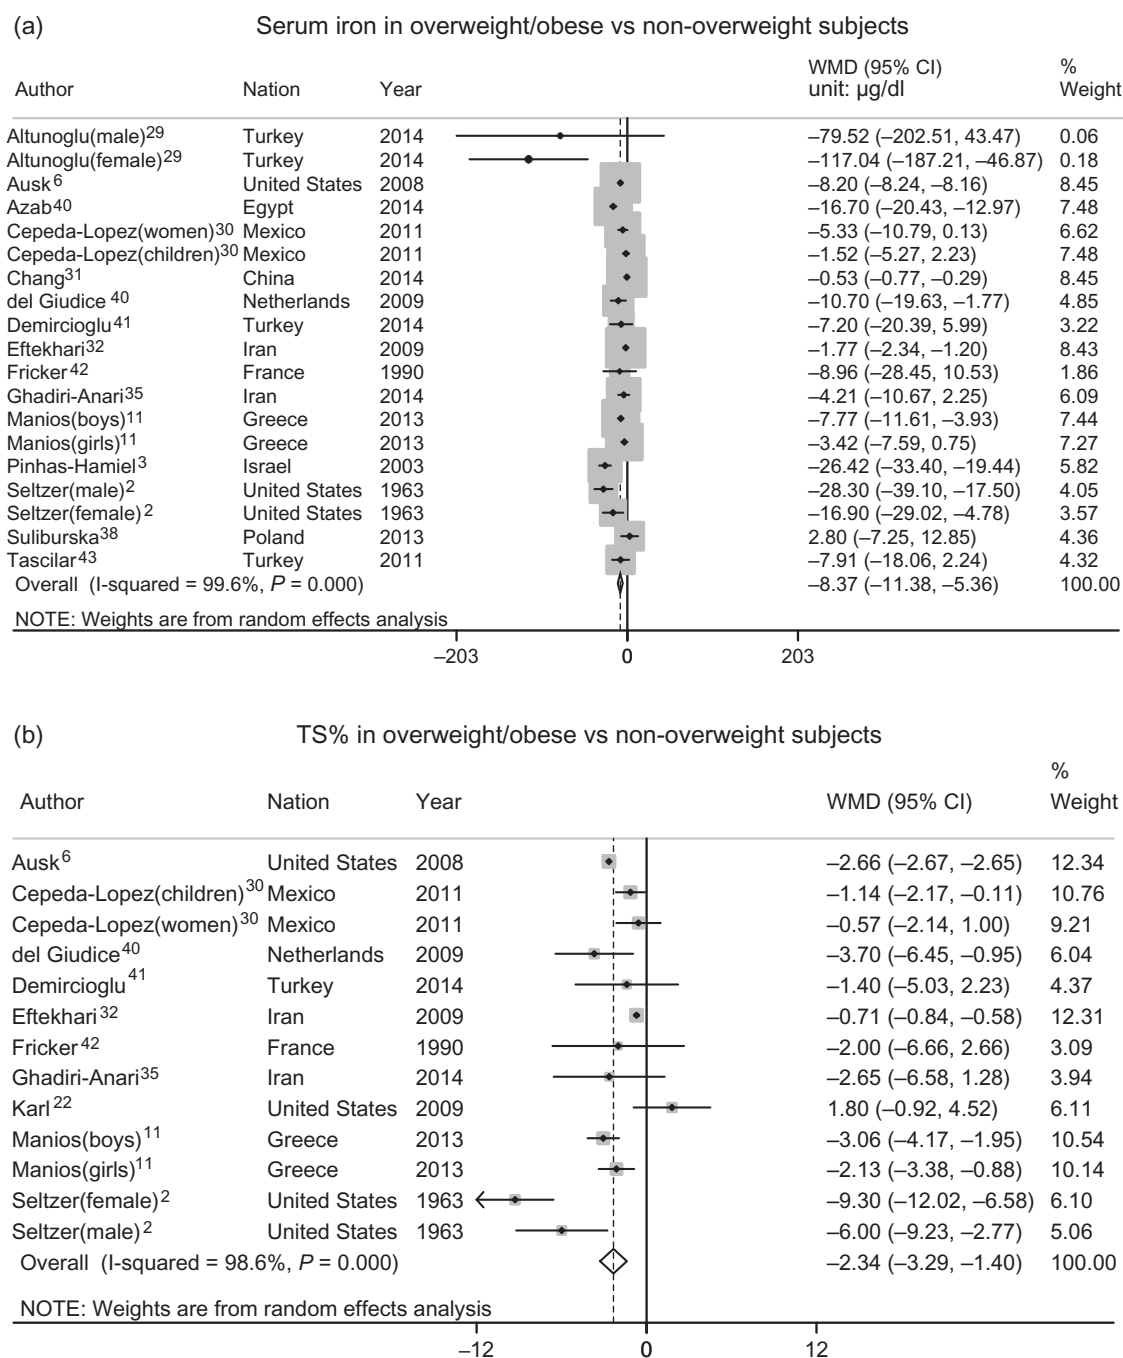 (a) Serum iron in overweight/obese vs non-overweight subjects
WMD (95% CI) %
Author Nation Year unit: µg/dl Weight
Altunoglu(male)29 Turkey 2014 –79.52 (–202.51, 43.47) 0.06
Altunoglu(female)29 Turkey 2014 –117.04 (–187.21, –46.87) 0.18
Ausk6 United States 2008 –8.20 (–8.24, –8.16) 8.45
Azab40 Egypt 2014 –16.70 (–20.43, –12.97) 7.48
Cepeda-Lopez(women)30 Mexico 2011 –5.33 (–10.79, 0.13) 6.62
Cepeda-Lopez(children)30 Mexico 2011 –1.52 (–5.27, 2.23) 7.48
Chang31 China 2014 –0.53 (–0.77, –0.29) 8.45
del Giudice 40 Netherlands 2009 –10.70 (–19.63, –1.77) 4.85
Demircioglu41 Turkey 2014 –7.20 (–20.39, 5.99) 3.22
Eftekhari32 Iran 2009 –1.77 (–2.34, –1.20) 8.43
Fricker42 France 1990 –8.96 (–28.45, 10.53) 1.86
Ghadiri-Anari35 Iran 2014 –4.21 (–10.67, 2.25) 6.09
Manios(boys)11 Greece 2013 –7.77 (–11.61, –3.93) 7.44
Manios(girls)11 Greece 2013 –3.42 (–7.59, 0.75) 7.27
Pinhas-Hamiel3 Israel 2003 –26.42 (–33.40, –19.44) 5.82
Seltzer(male)2 United States 1963 –28.30 (–39.10, –17.50) 4.05
Seltzer(female)2 United States 1963 –16.90 (–29.02, –4.78) 3.57
Suliburska38 Poland 2013 2.80 (–7.25, 12.85) 4.36
Tascilar43 Turkey 2011 –7.91 (–18.06, 2.24) 4.32
Overall (I-squared = 99.6%, P = 0.000) –8.37 (–11.38, –5.36) 100.00
NOTE: Weights are from random effects analysis
–203 0 203
(b) TS% in overweight/obese vs non-overweight subjects
%
Author Nation Year WMD (95% CI) Weight
Ausk6 United States 2008 –2.66 (–2.67, –2.65) 12.34
Cepeda-Lopez(children)30 Mexico 2011 –1.14 (–2.17, –0.11) 10.76
Cepeda-Lopez(women)30 Mexico 2011 –0.57 (–2.14, 1.00) 9.21
del Giudice40 Netherlands 2009 –3.70 (–6.45, –0.95) 6.04
Demircioglu41 Turkey 2014 –1.40 (–5.03, 2.23) 4.37
Eftekhari32 Iran 2009 –0.71 (–0.84, –0.58) 12.31
Fricker42 France 1990 –2.00 (–6.66, 2.66) 3.09
Ghadiri-Anari35 Iran 2014 –2.65 (–6.58, 1.28) 3.94
Karl22 United States 2009 1.80 (–0.92, 4.52) 6.11
Manios(boys)11 Greece 2013 –3.06 (–4.17, –1.95) 10.54
Manios(girls)11 Greece 2013 –2.13 (–3.38, –0.88) 10.14
Seltzer(female)2 United States 1963 –9.30 (–12.02, –6.58) 6.10
Seltzer(male)2 United States 1963 –6.00 (–9.23, –2.77) 5.06
Overall (I-squared = 98.6%, P = 0.000) –2.34 (–3.29, –1.40) 100.00
NOTE: Weights are from random effects analysis
–12 0 12